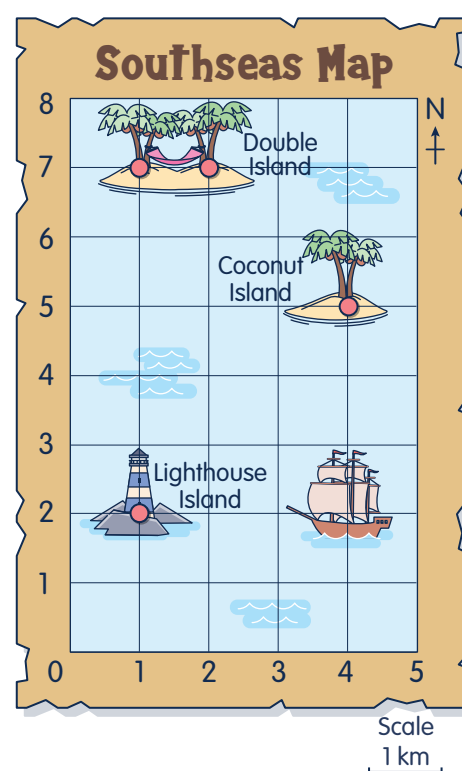 Southseas Map
N
8
Double
Island
7
6
Coconut
Island
5
4
3
Lighthouse
Island
2
1
0 1 2 3 4 5
Scale
1 km